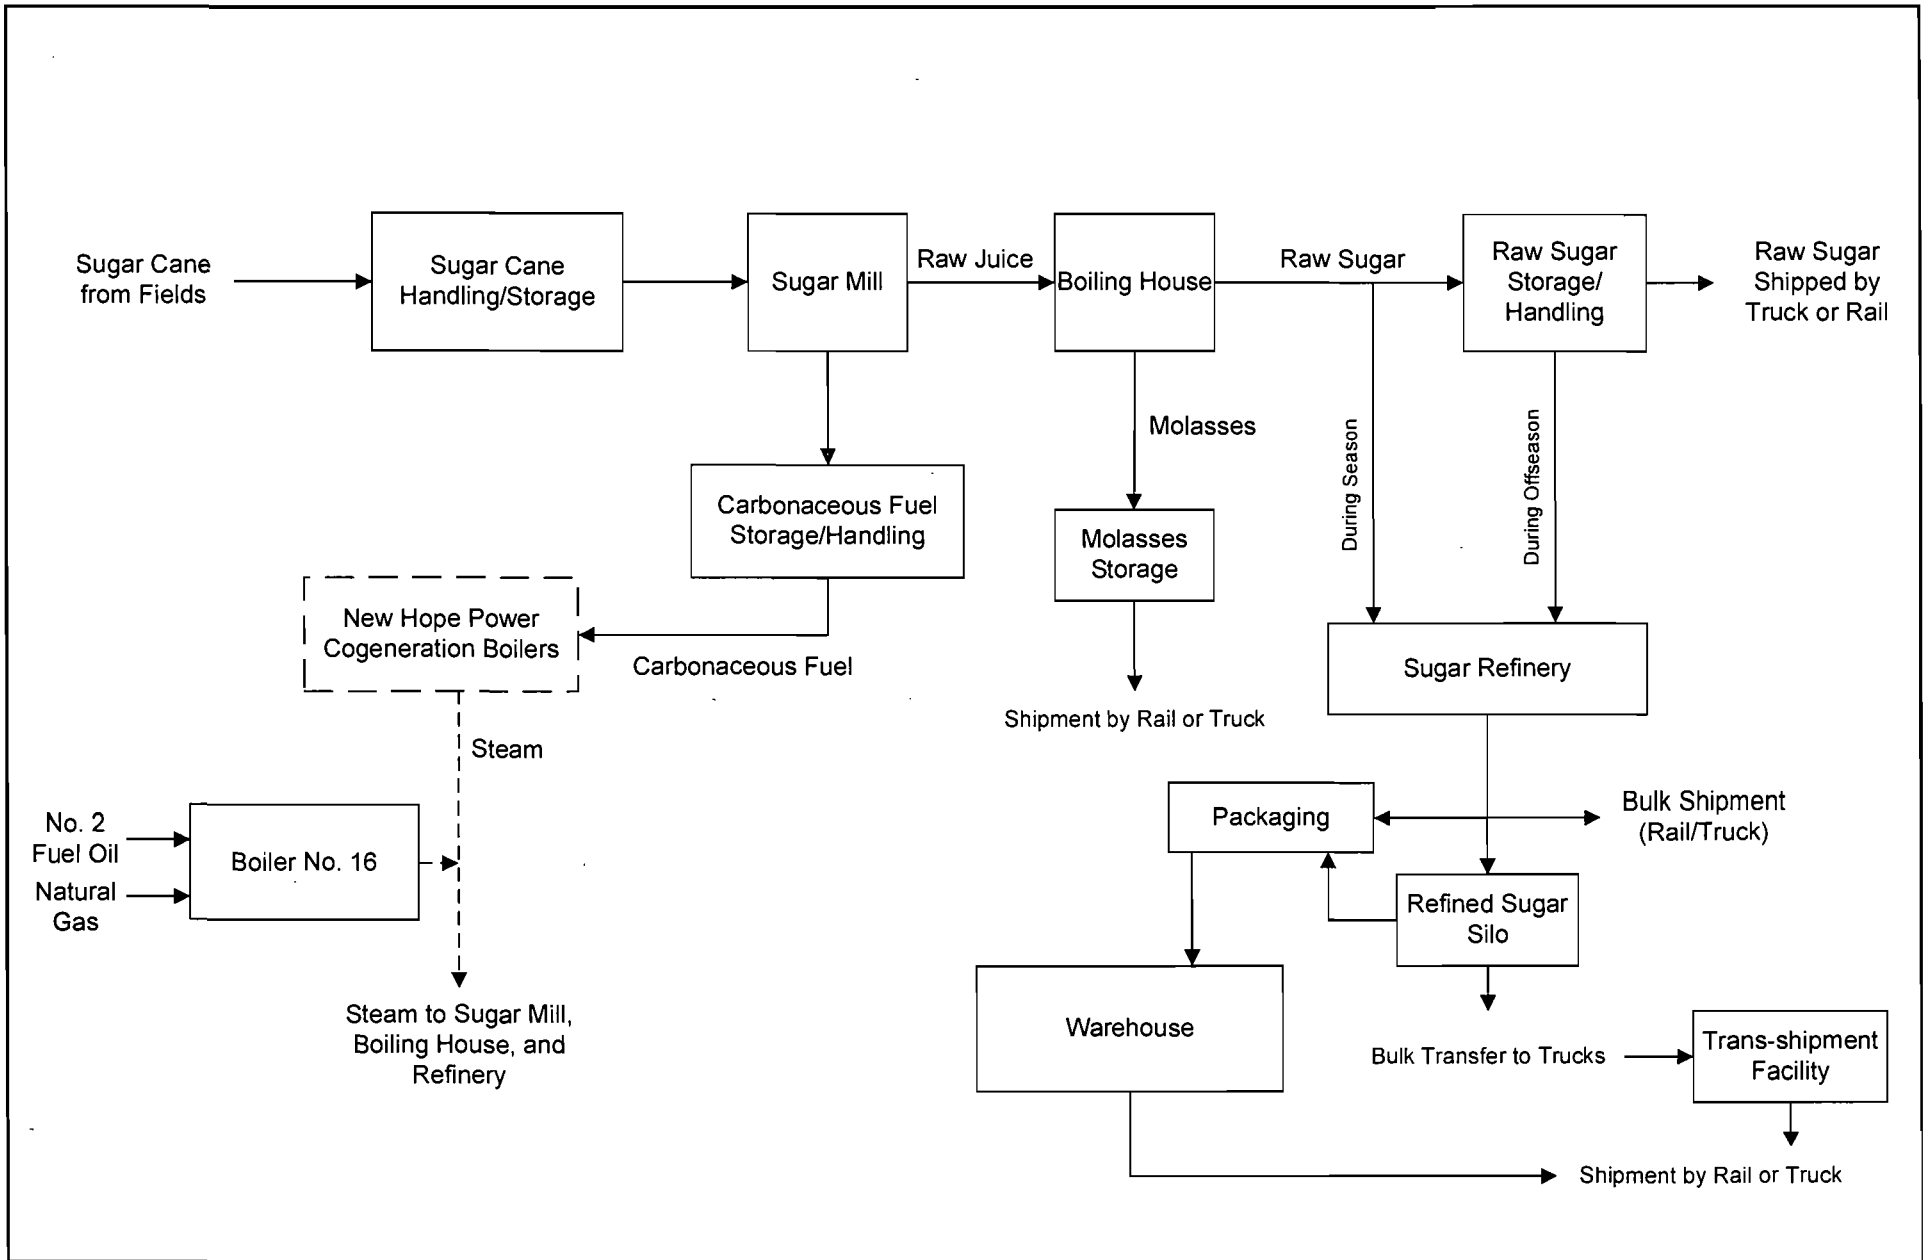 Sugar Cane
from Fields
Sugar Cane
Handling/Storage
Sugar Mill
Raw Juice
Boiling House
Raw Sugar
Raw Sugar
Storage/
Handling
Raw Sugar
Shipped by
Truck or Rail
Molasses
During Season
During Offseason
Carbonaceous Fuel
Storage/Handling
Molasses
Storage
New Hope Power
Cogeneration Boilers
Carbonaceous Fuel
Sugar Refinery
Shipment by Rail or Truck
Steam
No. 2
Fuel Oil
Natural
Gas
Boiler No. 16
Packaging
Bulk Shipment
(Rail/Truck)
Refined Sugar
Silo
Steam to Sugar Mill,
Boiling House, and
Refinery
Warehouse
Bulk Transfer to Trucks
Trans-shipment
Facility
Shipment by Rail or Truck